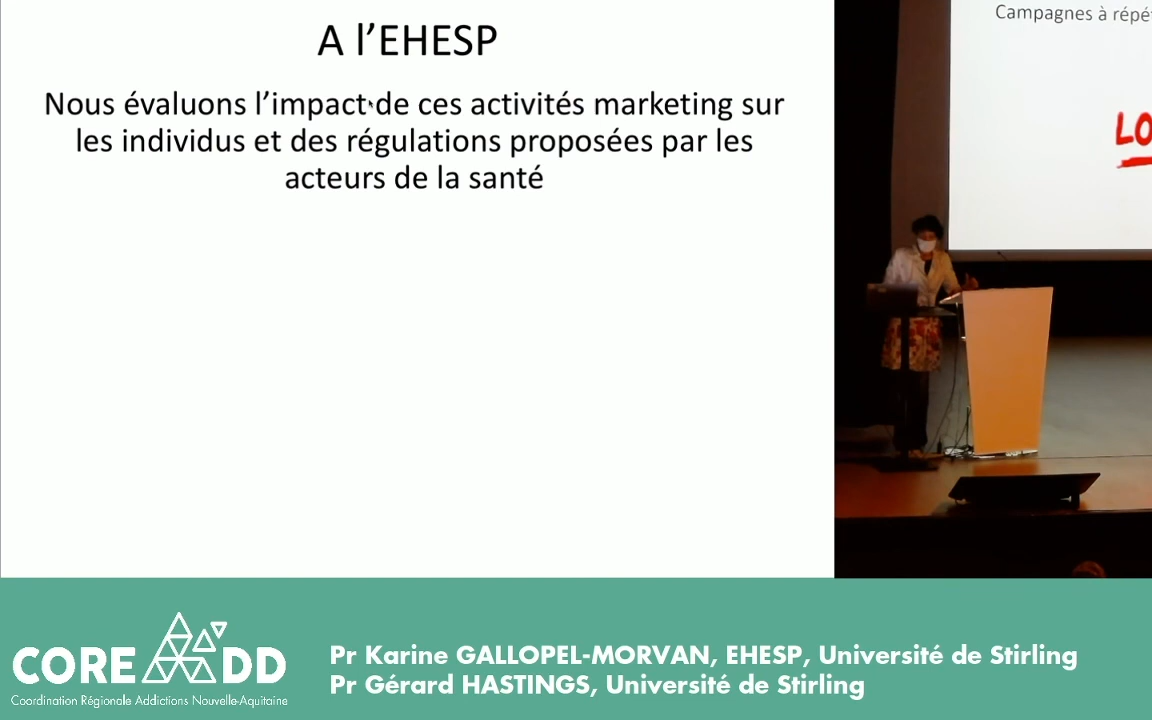 A l’EHESP
Nous évaluons l’impact de ces activités marketing sur
les individus et des régulations proposées par les
acteurs de la santé
Campagnes à répét
LO
COREADD
Coordination Régionale Addictions Nouvelle-Aquitaine
Pr Karine GALLOPEL-MORVAN, EHESP, Université de Stirling
Pr Gérard HASTINGS, Université de Stirling